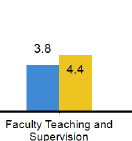 3.8
4.4
Faculty Teaching and
Supervision